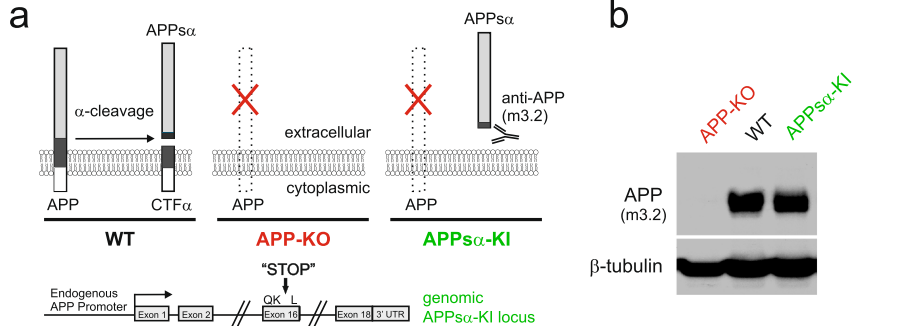 a
APPsα
α-cleavage
APP
CTFα
WT
extracellular
cytoplasmic
APP
APP-KO
APPsα
anti-APP
(m3.2)
APP
APPsα-KI
"STOP"
QK L
Endogenous
APP Promoter
Exon 1
Exon 2
Exon 16
Exon 18
3' UTR
genomic
APPsα-KI locus
b
APP-KO
WT
APPsα-KI
APP
(m3.2)
β-tubulin